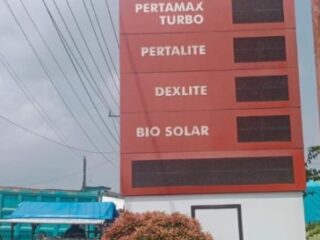 PERTAMAX
TURBO
PERTALITE
DEXLITE
BIO SOLAR